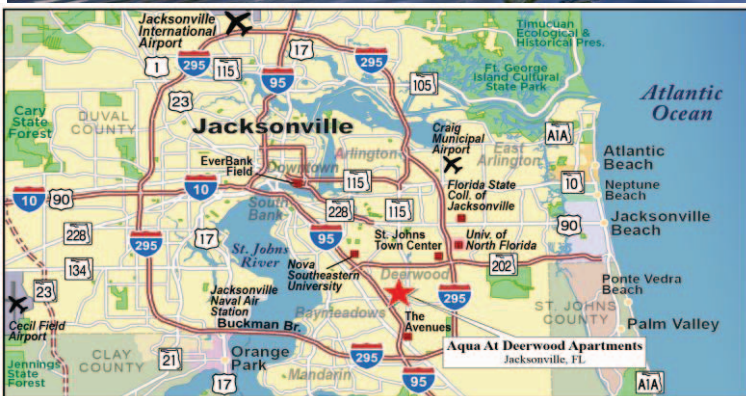 Jacksonville
International
Airport
17
Timucuan
Ecological &
Historical Pres.
1
295
115
95
295
105
Ft. George
Island Cultural
State Park
23
Cary
State
Forest
DUVAL
COUNTY
Jacksonville
Craig
Municipal
Airport
East
Arlington
A1A
Atlantic
Ocean
Atlantic
Beach
EverBank
Field
Downtown
Arlington
10
90
10
115
Florida State
Coll. of
Jacksonville
10
Neptune
Beach
South
Bank
228
115
Jacksonville
Beach
90
228
295
17
St. Johns
River
95
St. Johns
Town Center
Univ. of
North Florida
134
Nova
Southeastern
University
Deerwood
202
23
Jacksonville
Naval Air
Station
295
Ponte Vedra
Beach
Cecil Field
Airport
Buckman Br.
Baymeadows
The
Avenues
ST. JOHNS
COUNTY
Palm Valley
Aqua At Deerwood Apartments
Jacksonville, FL
CLAY
COUNTY
21
Orange
Park
295
Jennings
State
Forest
17
Mandarin
95
A1A